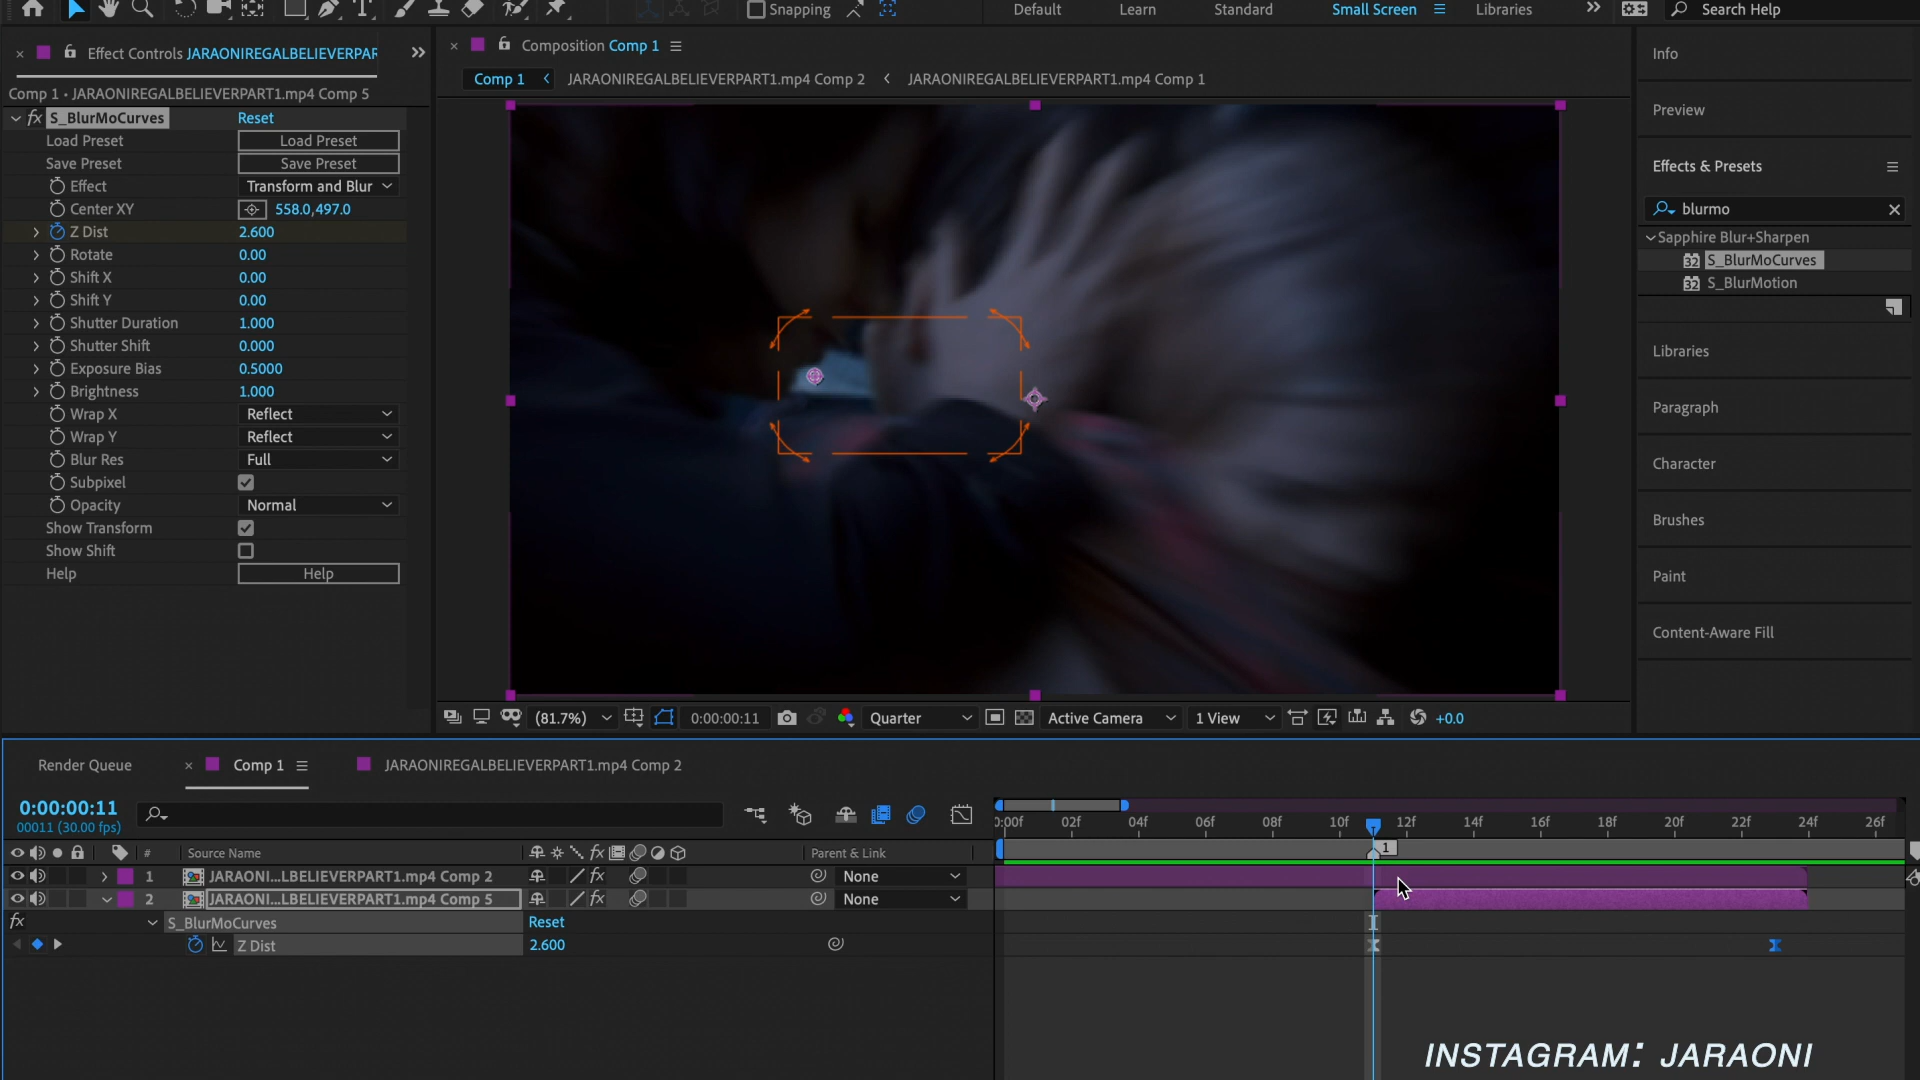 Snapping
Default
Learn
Standard
Small Screen
Libraries
Search Help
Effect Controls JARAONIREGALBELIEVERPAR
Comp 1 • JARAONIREGALBELIEVERPART1.mp4 Comp 5
fx S_BlurMoCurves Reset
Load Preset Load Preset
Save Preset Save Preset
Effect Transform and Blur
Center XY 558.0,497.0
Z Dist 2.600
Rotate 0.00
Shift X 0.00
Shift Y 0.00
Shutter Duration 1.000
Shutter Shift 0.000
Exposure Bias 0.5000
Brightness 1.000
Wrap X Reflect
Wrap Y Reflect
Blur Res Full
Subpixel
Opacity Normal
Show Transform
Show Shift
Help Help
Composition Comp 1
Comp 1 JARAONIREGALBELIEVERPART1.mp4 Comp 2 JARAONIREGALBELIEVERPART1.mp4 Comp 1
(81.7%) 0:00:00:11 Quarter Active Camera 1 View +0.0
Info
Preview
Effects & Presets
blurmo
Sapphire Blur+Sharpen
32 S_BlurMoCurves
32 S_BlurMotion
Libraries
Paragraph
Character
Brushes
Paint
Content-Aware Fill
Render Queue Comp 1 JARAONIREGALBELIEVERPART1.mp4 Comp 2
0:00:00:11
00011 (30.00 fps)
0:00f 02f 04f 06f 08f 10f 12f 14f 16f 18f 20f 22f 24f 26f
# Source Name fx Parent & Link
1
1 JARAONI...LBELIEVERPART1.mp4 Comp 2 fx None
2 JARAONI...LBELIEVERPART1.mp4 Comp 5 fx None
fx S_BlurMoCurves Reset
Z Dist 2.600
INSTAGRAM: JARAONI